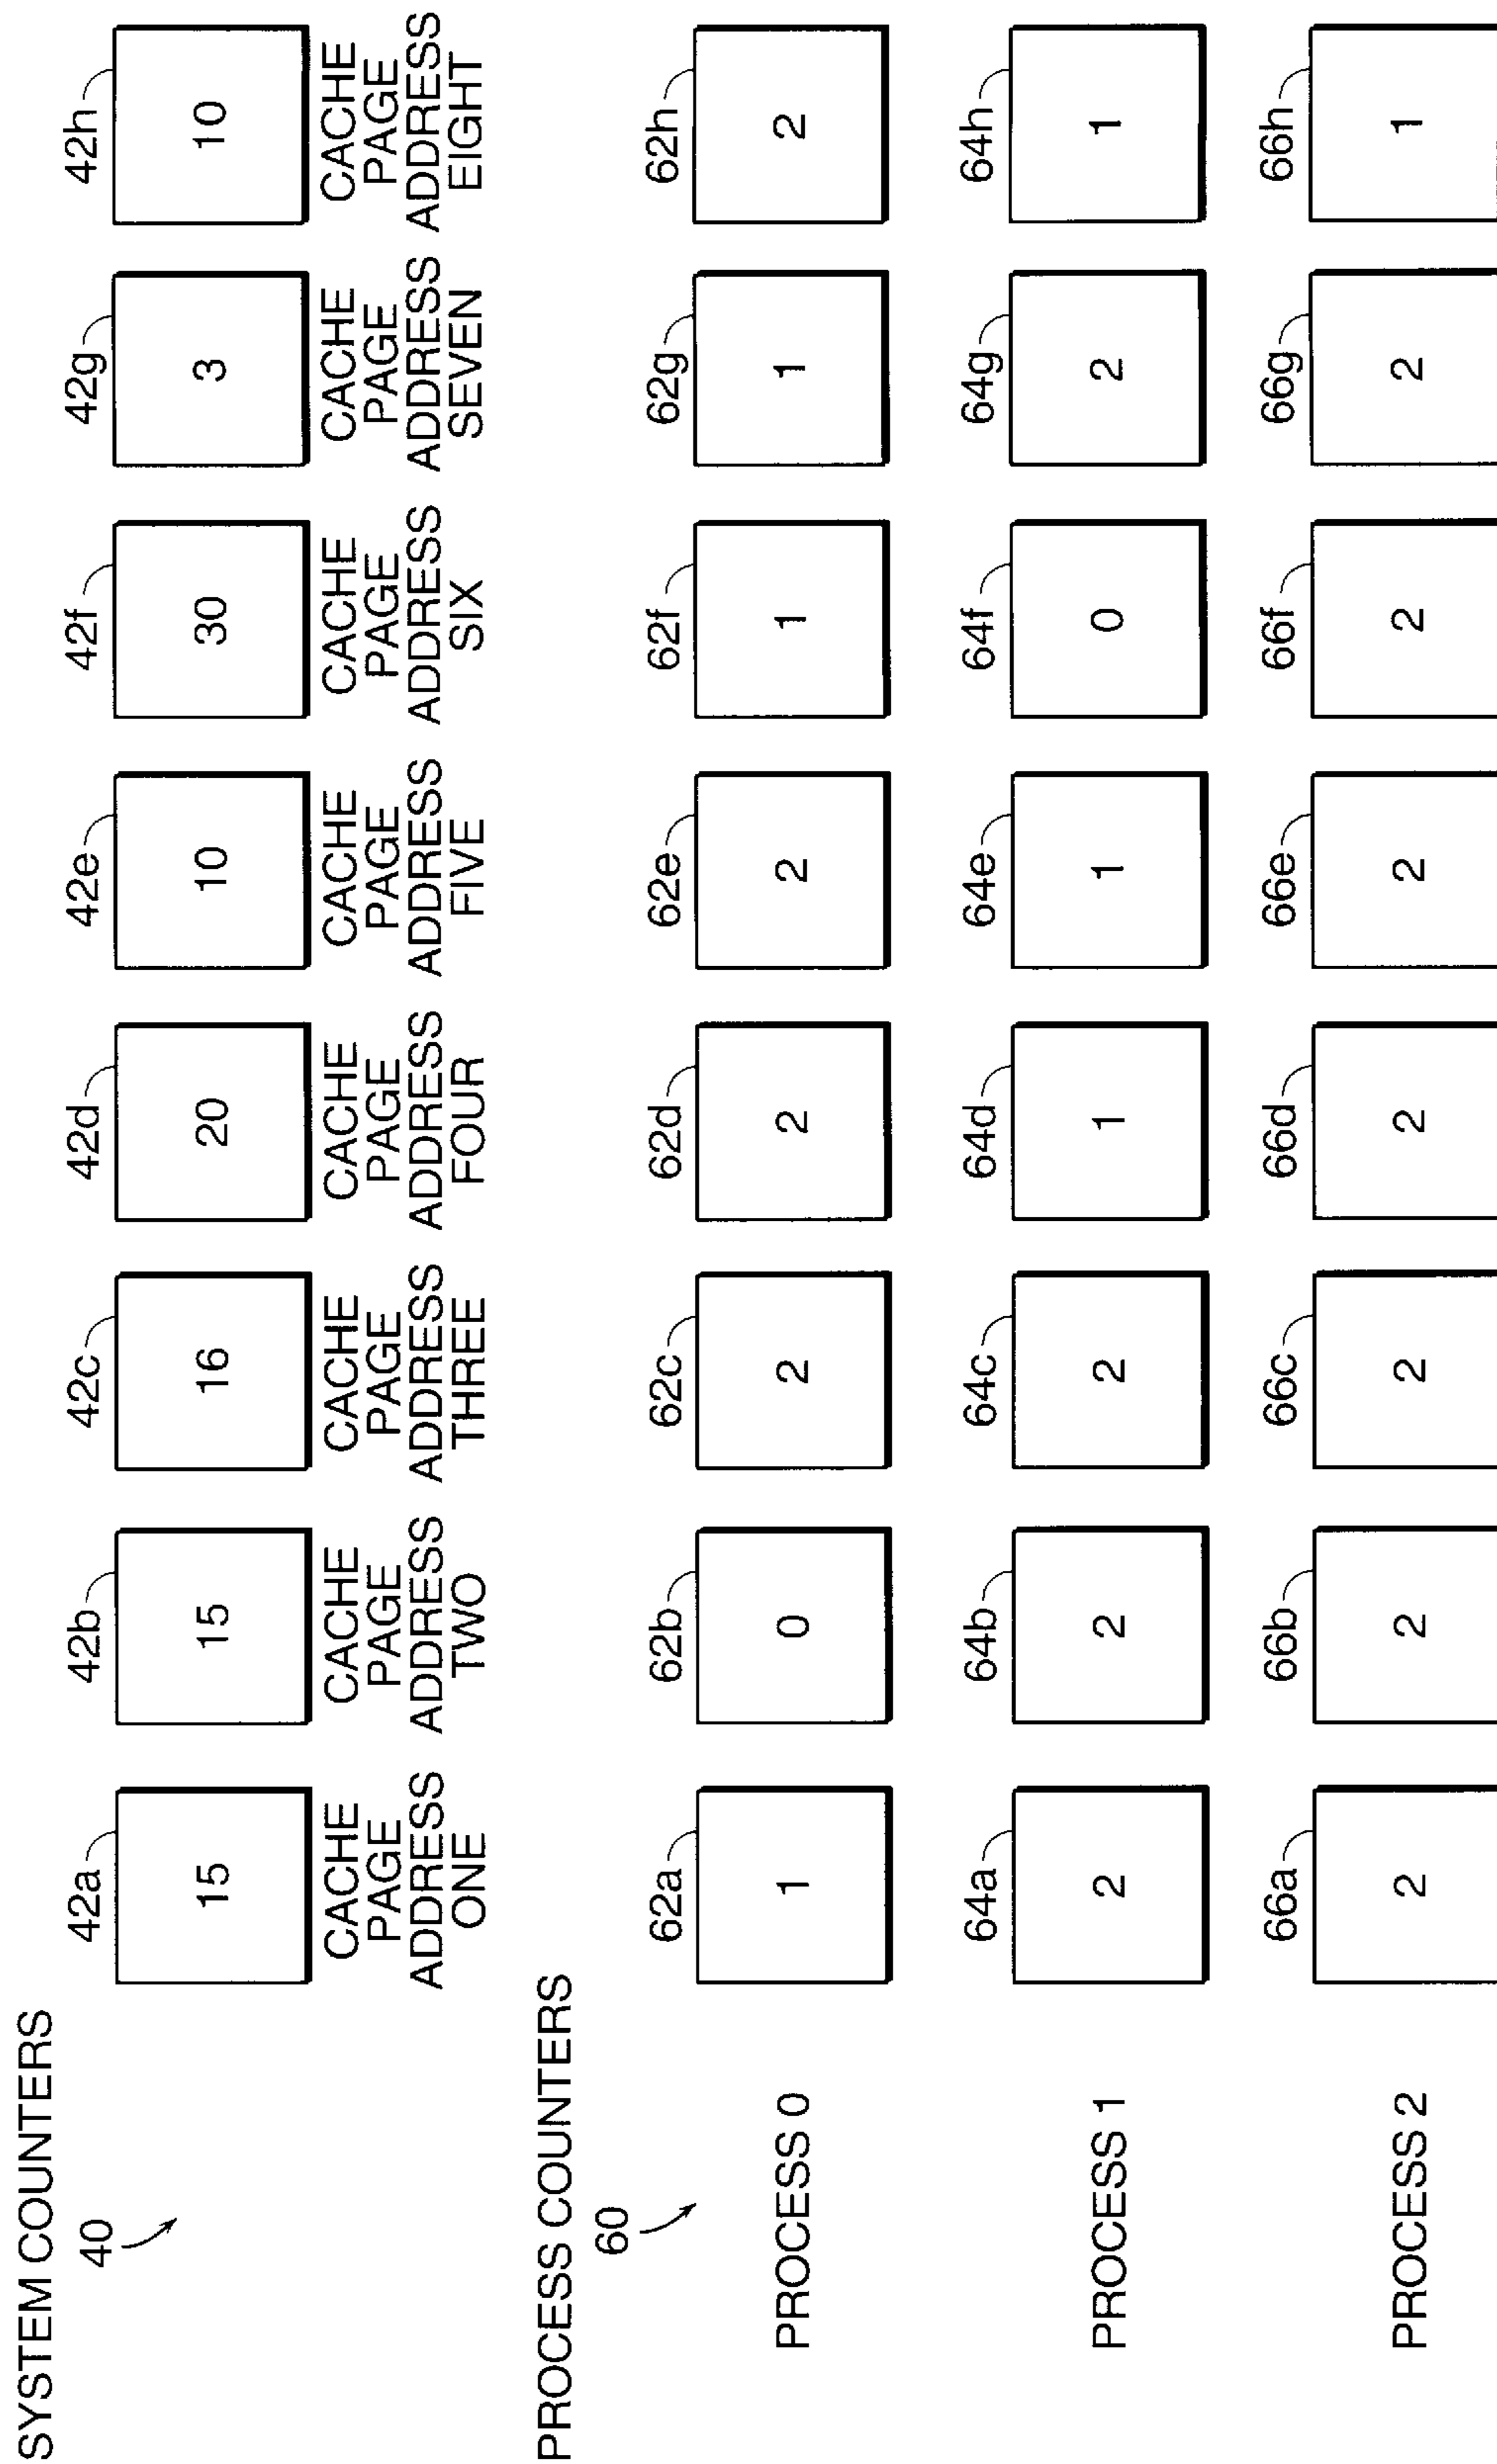 SYSTEM COUNTERS
40
42a 42b 42c 42d 42e 42f 42g 42h
15 15 16 20 10 30 3 10
CACHE CACHE CACHE CACHE CACHE CACHE CACHE CACHE
PAGE PAGE PAGE PAGE PAGE PAGE PAGE PAGE
ADDRESS ADDRESS ADDRESS ADDRESS ADDRESS ADDRESS ADDRESS ADDRESS
ONE TWO THREE FOUR FIVE SIX SEVEN EIGHT
PROCESS COUNTERS
60
62a 62b 62c 62d 62e 62f 62g 62h
PROCESS 0 1 0 2 2 2 1 1 2
64a 64b 64c 64d 64e 64f 64g 64h
PROCESS 1 2 2 2 1 1 0 2 1
66a 66b 66c 66d 66e 66f 66g 66h
PROCESS 2 2 2 2 2 2 2 2 1